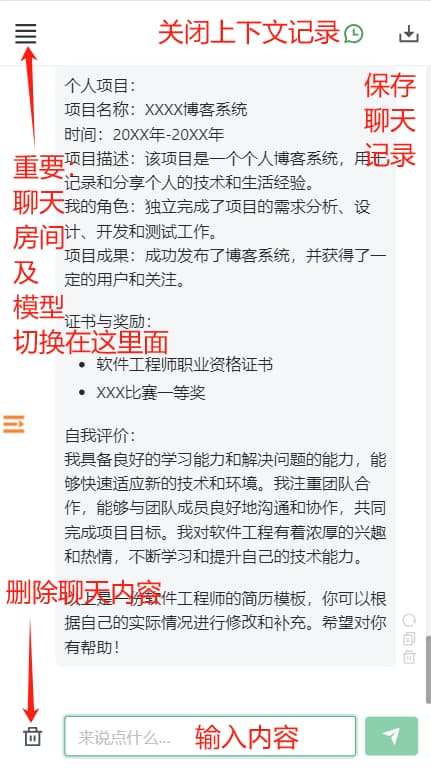 关闭上下文记录
保存
聊天
记录
个人项目：
项目名称：XXXX博客系统
时间：20XX年-20XX年
项目描述：该项目是一个个人博客系统，用于
记录和分享个人的技术和生活经验。
我的角色：独立完成了项目的需求分析、设
计、开发和测试工作。
项目成果：成功发布了博客系统，并获得了一
定的用户和关注。
重要：
聊天
房间
及
模型
切换在这里面
证书与奖励：
软件工程师职业资格证书
XXX比赛一等奖
自我评价：
我具备良好的学习能力和解决问题的能力，能
够快速适应新的技术和环境。我注重团队合
作，能够与团队成员良好地沟通和协作，共同
完成项目目标。我对软件工程有着浓厚的兴趣
和热情，不断学习和提升自己的技术能力。
删除聊天内容
以上是一份软件工程师的简历模板，你可以根
据自己的实际情况进行修改和补充。希望对你
有帮助！
来说点什么...
输入内容